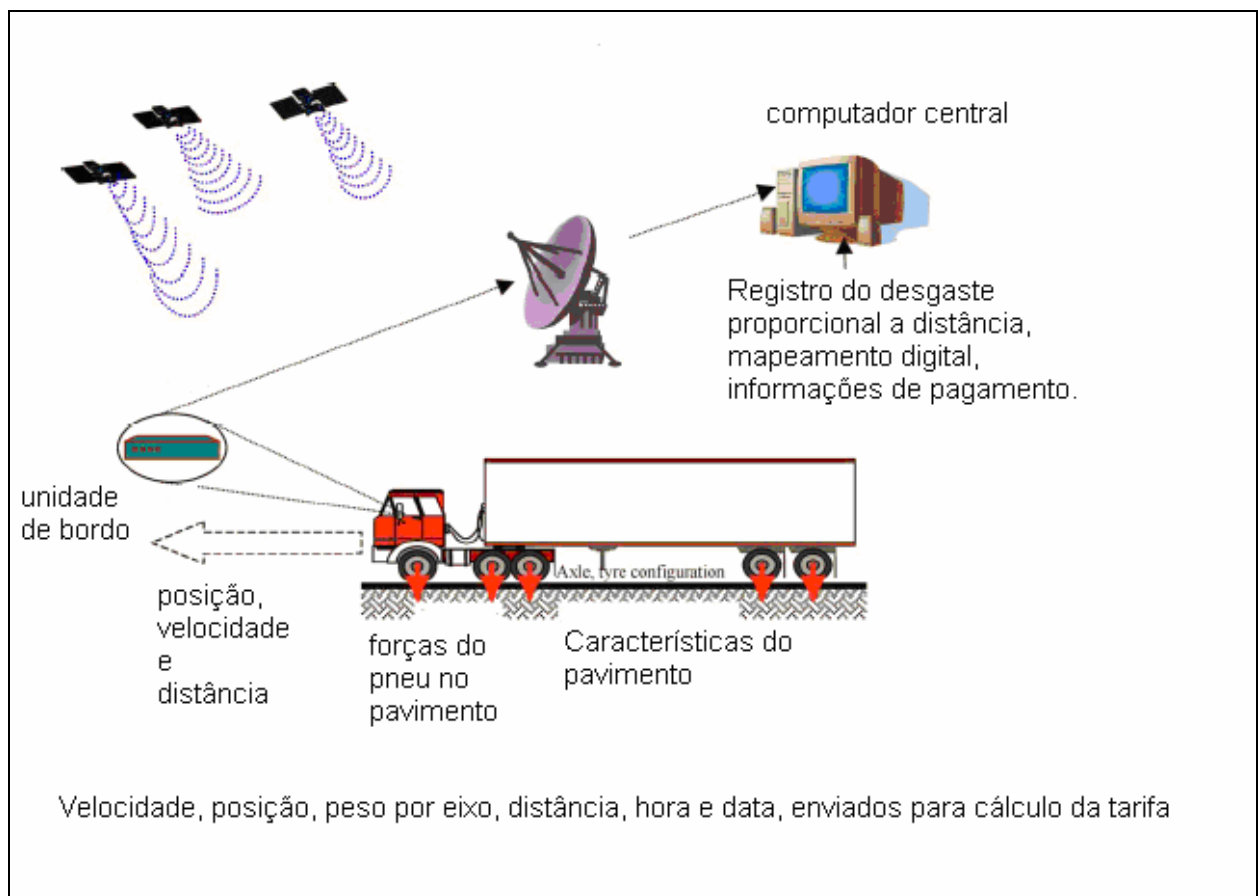 computador central
Registro do desgaste
proporcional a distância,
mapeamento digital,
informações de pagamento.
unidade
de bordo
posição,
velocidade
e
distância
Axle, tyre configuration
forças do
pneu no
pavimento
Características do
pavimento
Velocidade, posição, peso por eixo, distância, hora e data, enviados para cálculo da tarifa